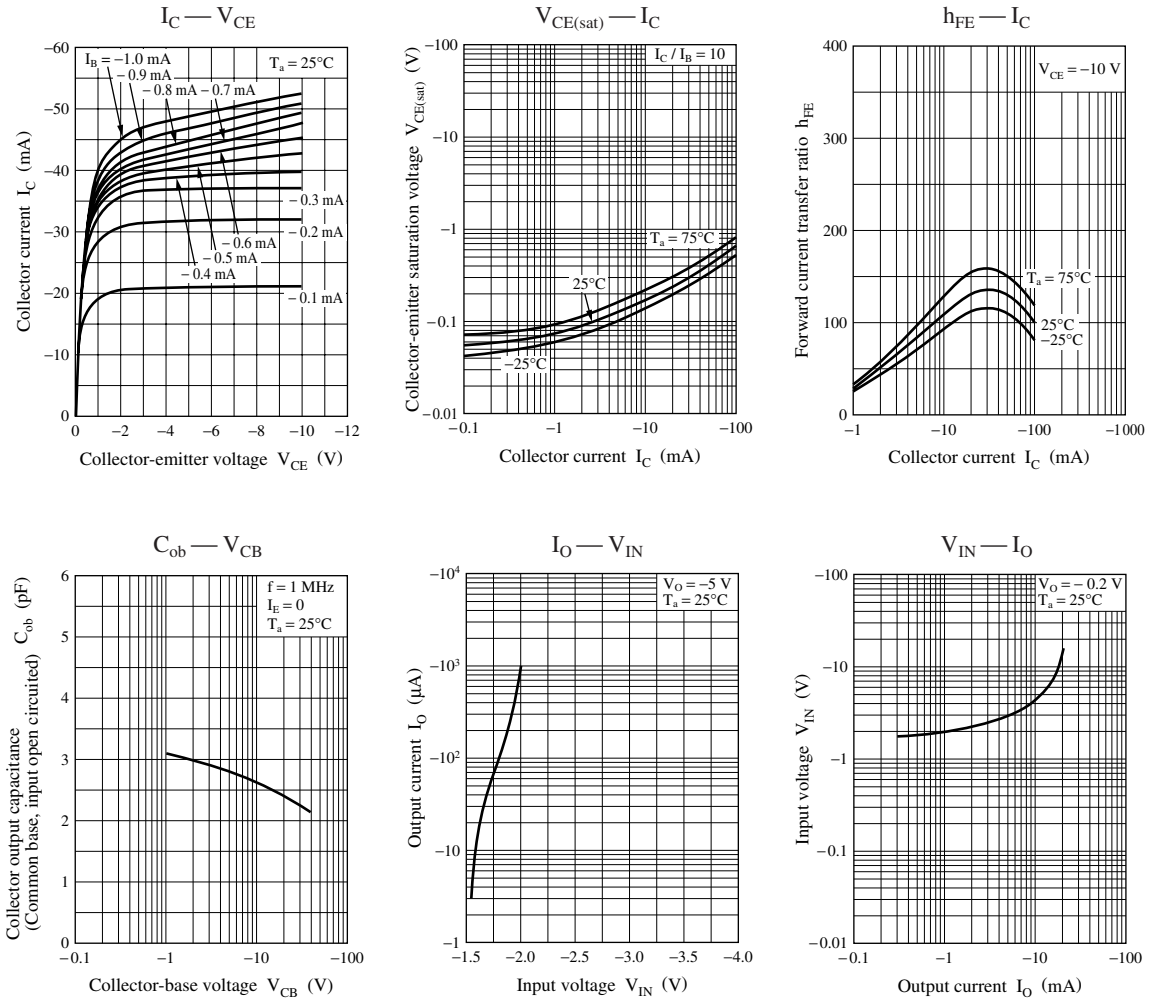 I_C — V_CE
−60
−50
−40
−30
−20
−10
0
0 −2 −4 −6 −8 −10 −12
Collector current I_C (mA)
Collector-emitter voltage V_CE (V)
T_a = 25°C
I_B = −1.0 mA
− 0.9 mA
− 0.8 mA
− 0.7 mA
− 0.3 mA
− 0.2 mA
− 0.6 mA
− 0.5 mA
− 0.4 mA
− 0.1 mA
V_CE(sat) — I_C
−100
−10
−1
−0.1
−0.01
−0.1 −1 −10 −100
Collector-emitter saturation voltage V_CE(sat) (V)
Collector current I_C (mA)
I_C / I_B = 10
T_a = 75°C
25°C
−25°C
h_FE — I_C
400
350
300
250
200
150
100
50
0
−1 −10 −100 −1000
Forward current transfer ratio h_FE
Collector current I_C (mA)
V_CE = −10 V
T_a = 75°C
25°C
−25°C
C_ob — V_CB
6
5
4
3
2
1
0
−0.1 −1 −10 −100
Collector output capacitance
(Common base, input open circuited) C_ob (pF)
Collector-base voltage V_CB (V)
f = 1 MHz
I_E = 0
T_a = 25°C
I_O — V_IN
−10⁴
−10³
−10²
−10
−1
−1.5 −2.0 −2.5 −3.0 −3.5 −4.0
Output current I_O (μA)
Input voltage V_IN (V)
V_O = −5 V
T_a = 25°C
V_IN — I_O
−100
−10
−1
−0.1
−0.01
−0.1 −1 −10 −100
Input voltage V_IN (V)
Output current I_O (mA)
V_O = − 0.2 V
T_a = 25°C